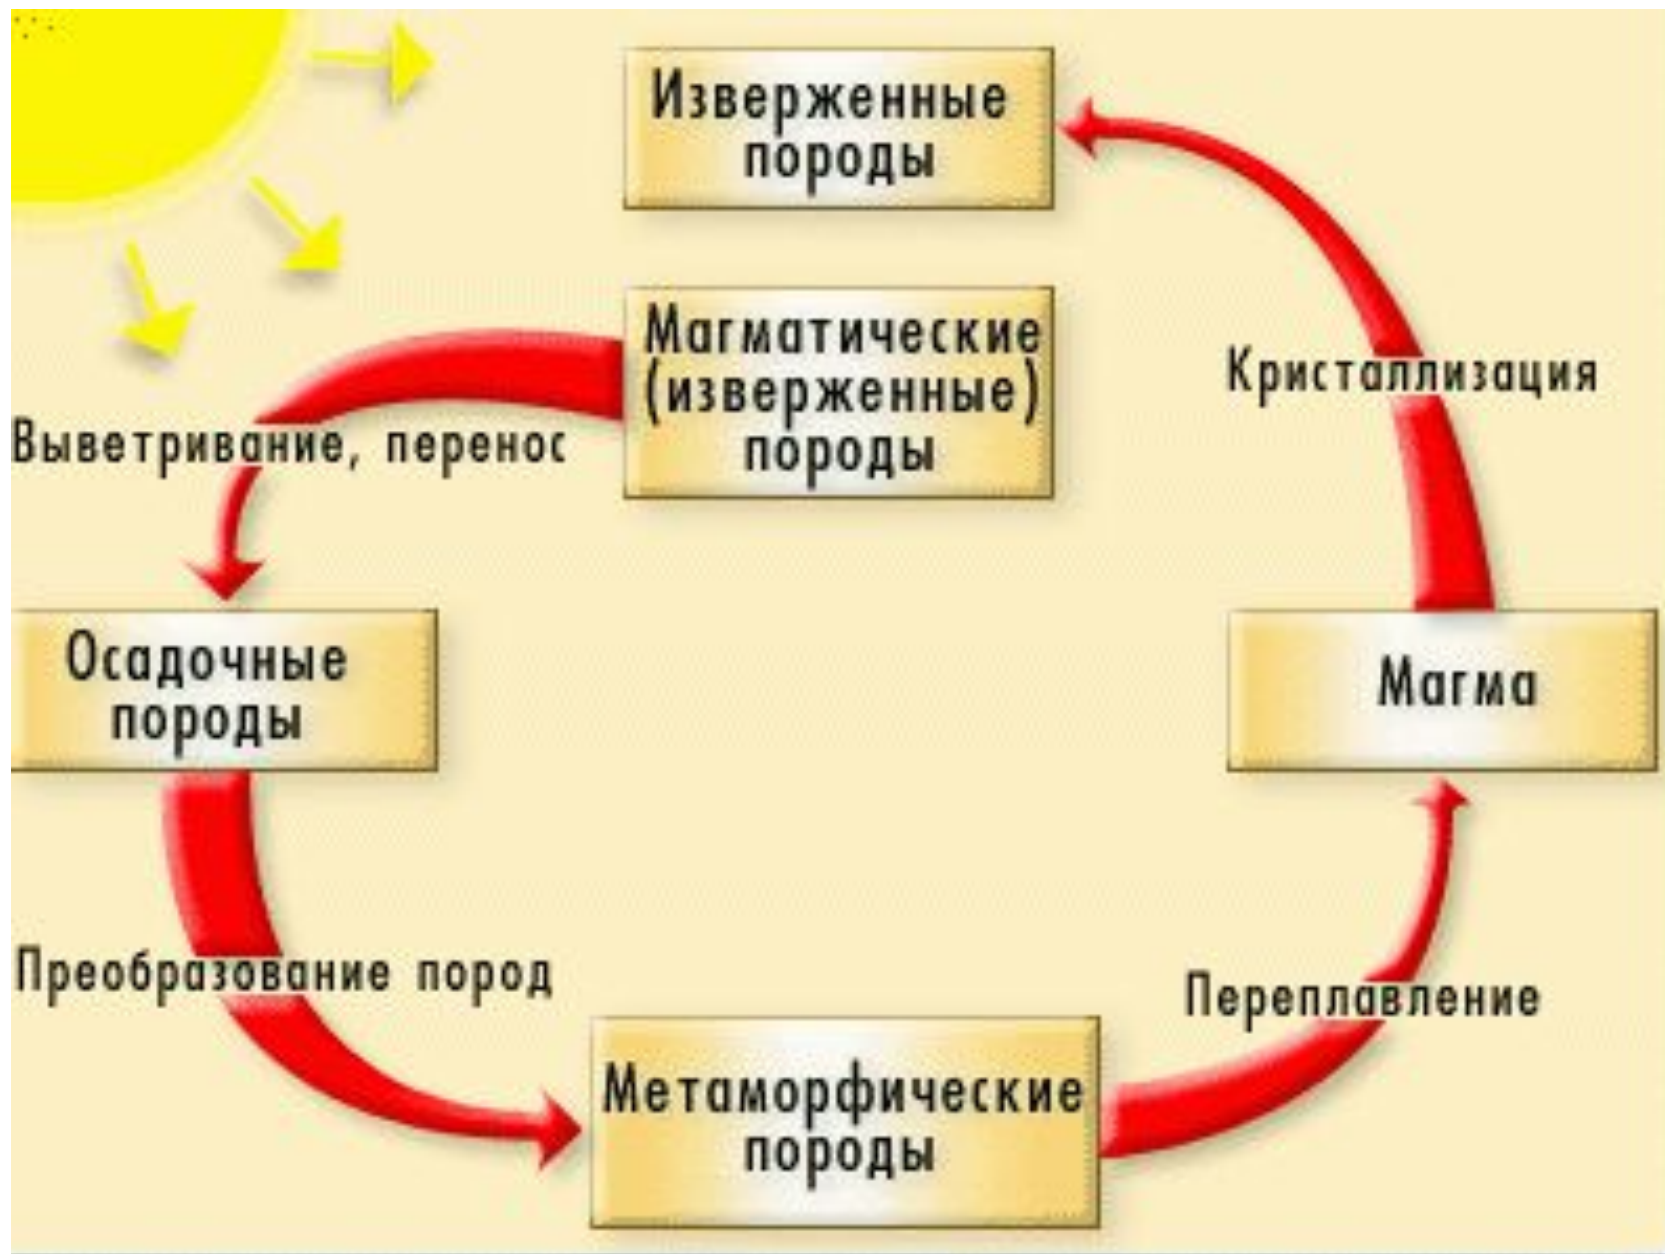 Изверженные
породы
Магматические
(изверженные)
породы
Кристаллизация
Выветривание, перенос
Осадочные
породы
Магма
Преобразование пород
Переплавление
Метаморфические
породы